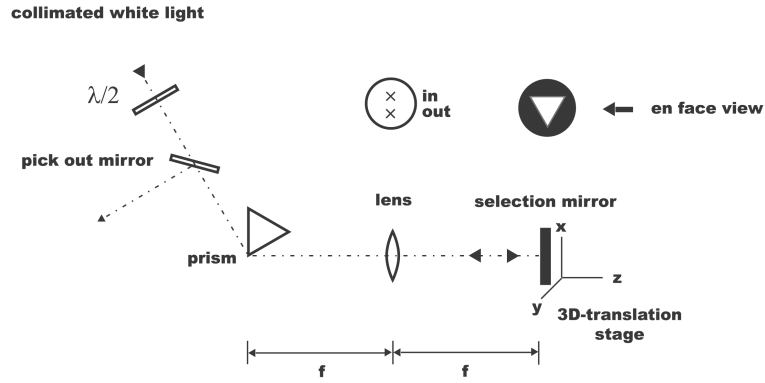 collimated white light
λ/2
in
out
en face view
pick out mirror
lens
selection mirror
x
prism
z
y
3D-translation
stage
f
f